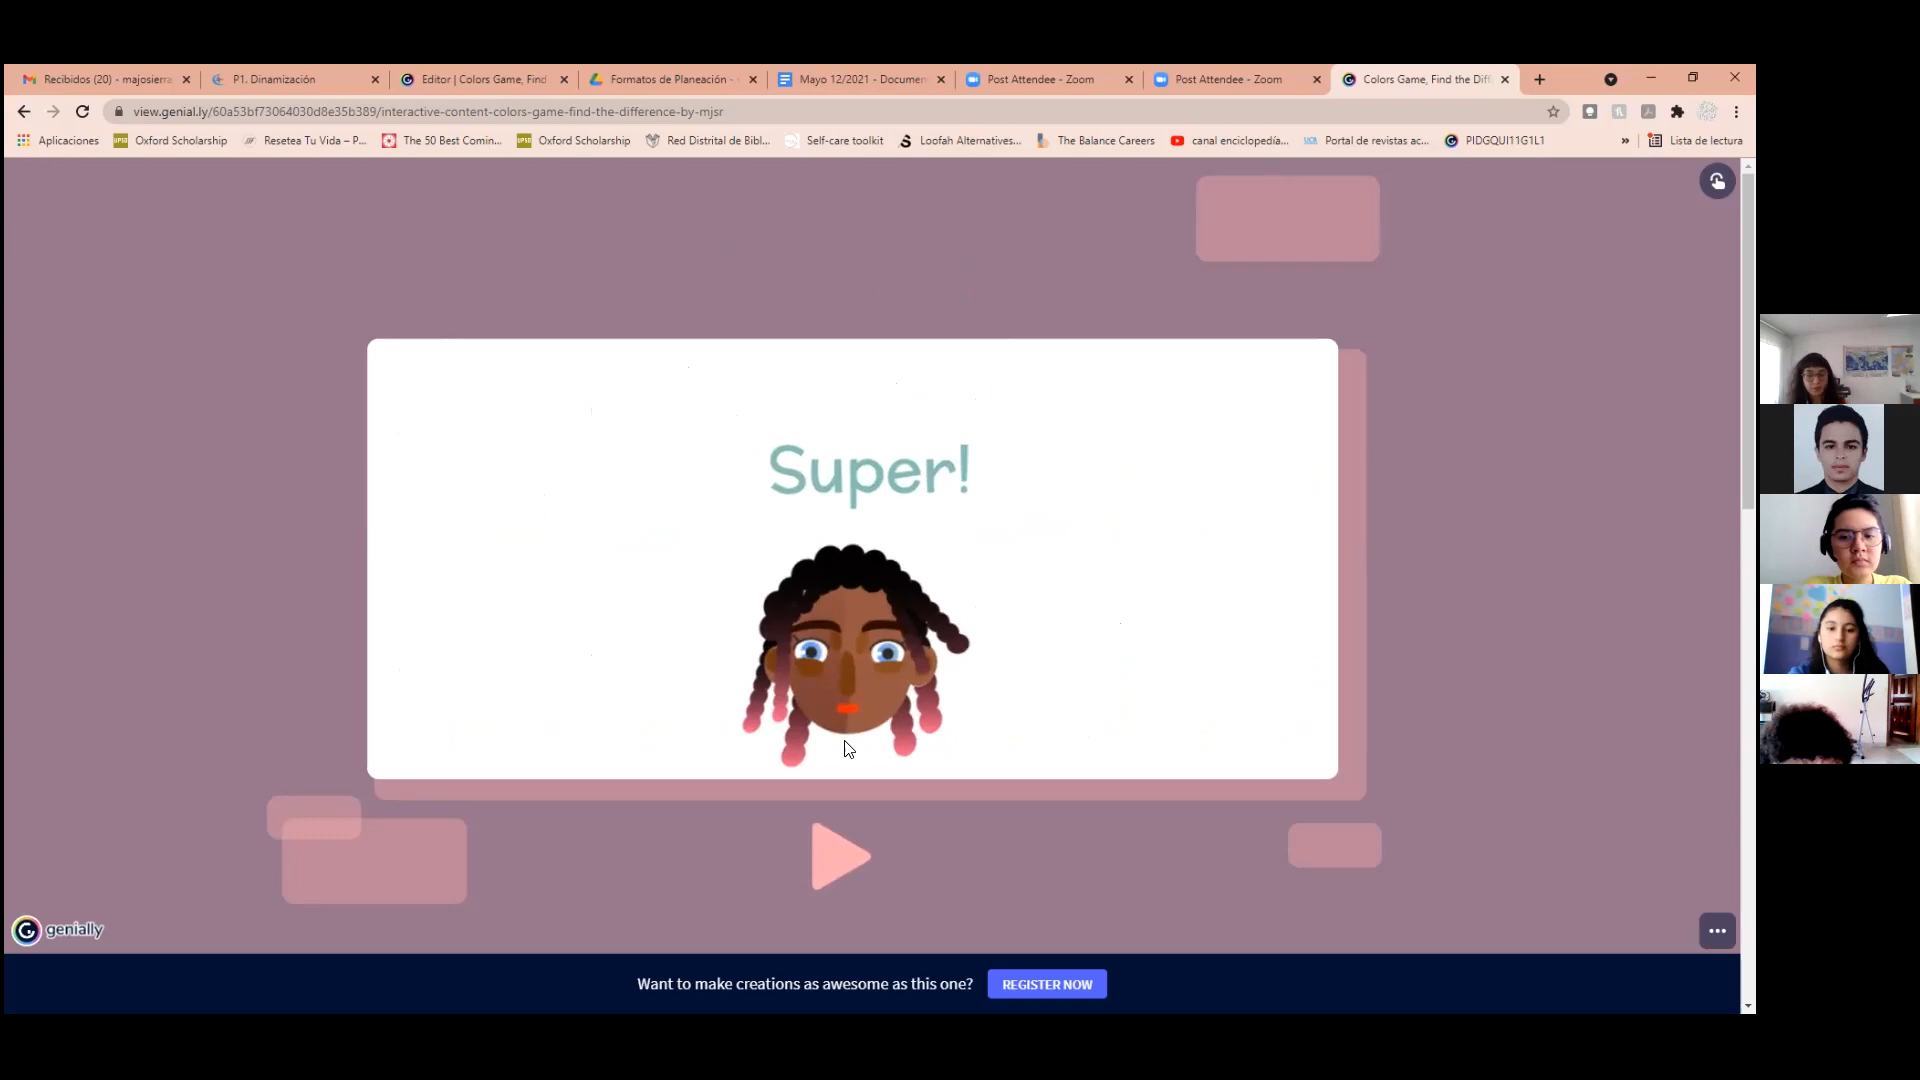 Recibidos (20) - majosierra
P1. Dinamización
Editor | Colors Game, Find
Formatos de Planeación -
Mayo 12/2021 - Documen
Post Attendee - Zoom
Post Attendee - Zoom
Colors Game, Find the Diff
view.genial.ly/60a53bf73064030d8e35b389/interactive-content-colors-game-find-the-difference-by-mjsr
Aplicaciones
Oxford Scholarship
Resetea Tu Vida – P...
The 50 Best Comin...
Oxford Scholarship
Red Distrital de Bibl...
Self-care toolkit
Loofah Alternatives...
The Balance Careers
canal enciclopedía...
Portal de revistas ac...
PIDGQUI11G1L1
»
Lista de lectura
Super!
genially
Want to make creations as awesome as this one?
REGISTER NOW